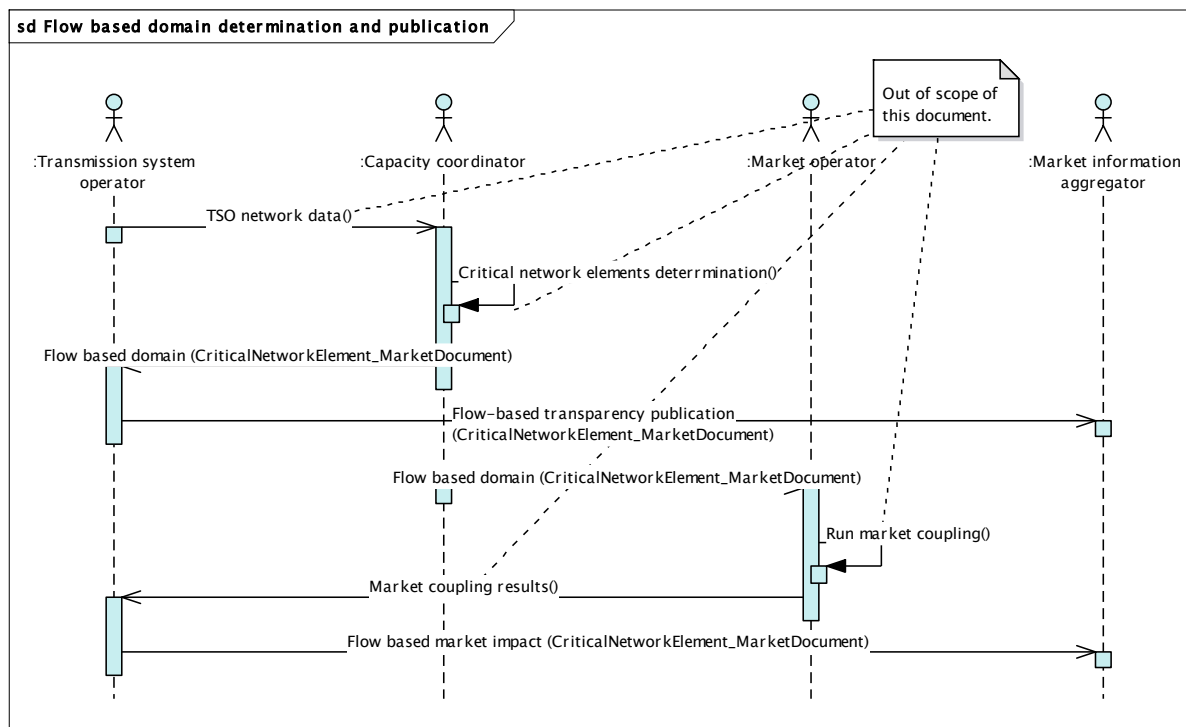 sd Flow based domain determination and publication
Out of scope of
this document.
:Transmission system
operator
:Capacity coordinator
:Market operator
:Market information
aggregator
TSO network data()
Critical network elements deterrmination()
Flow based domain (CriticalNetworkElement_MarketDocument)
Flow-based transparency publication
(CriticalNetworkElement_MarketDocument)
Flow based domain (CriticalNetworkElement_MarketDocument)
Run market coupling()
Market coupling results()
Flow based market impact (CriticalNetworkElement_MarketDocument)